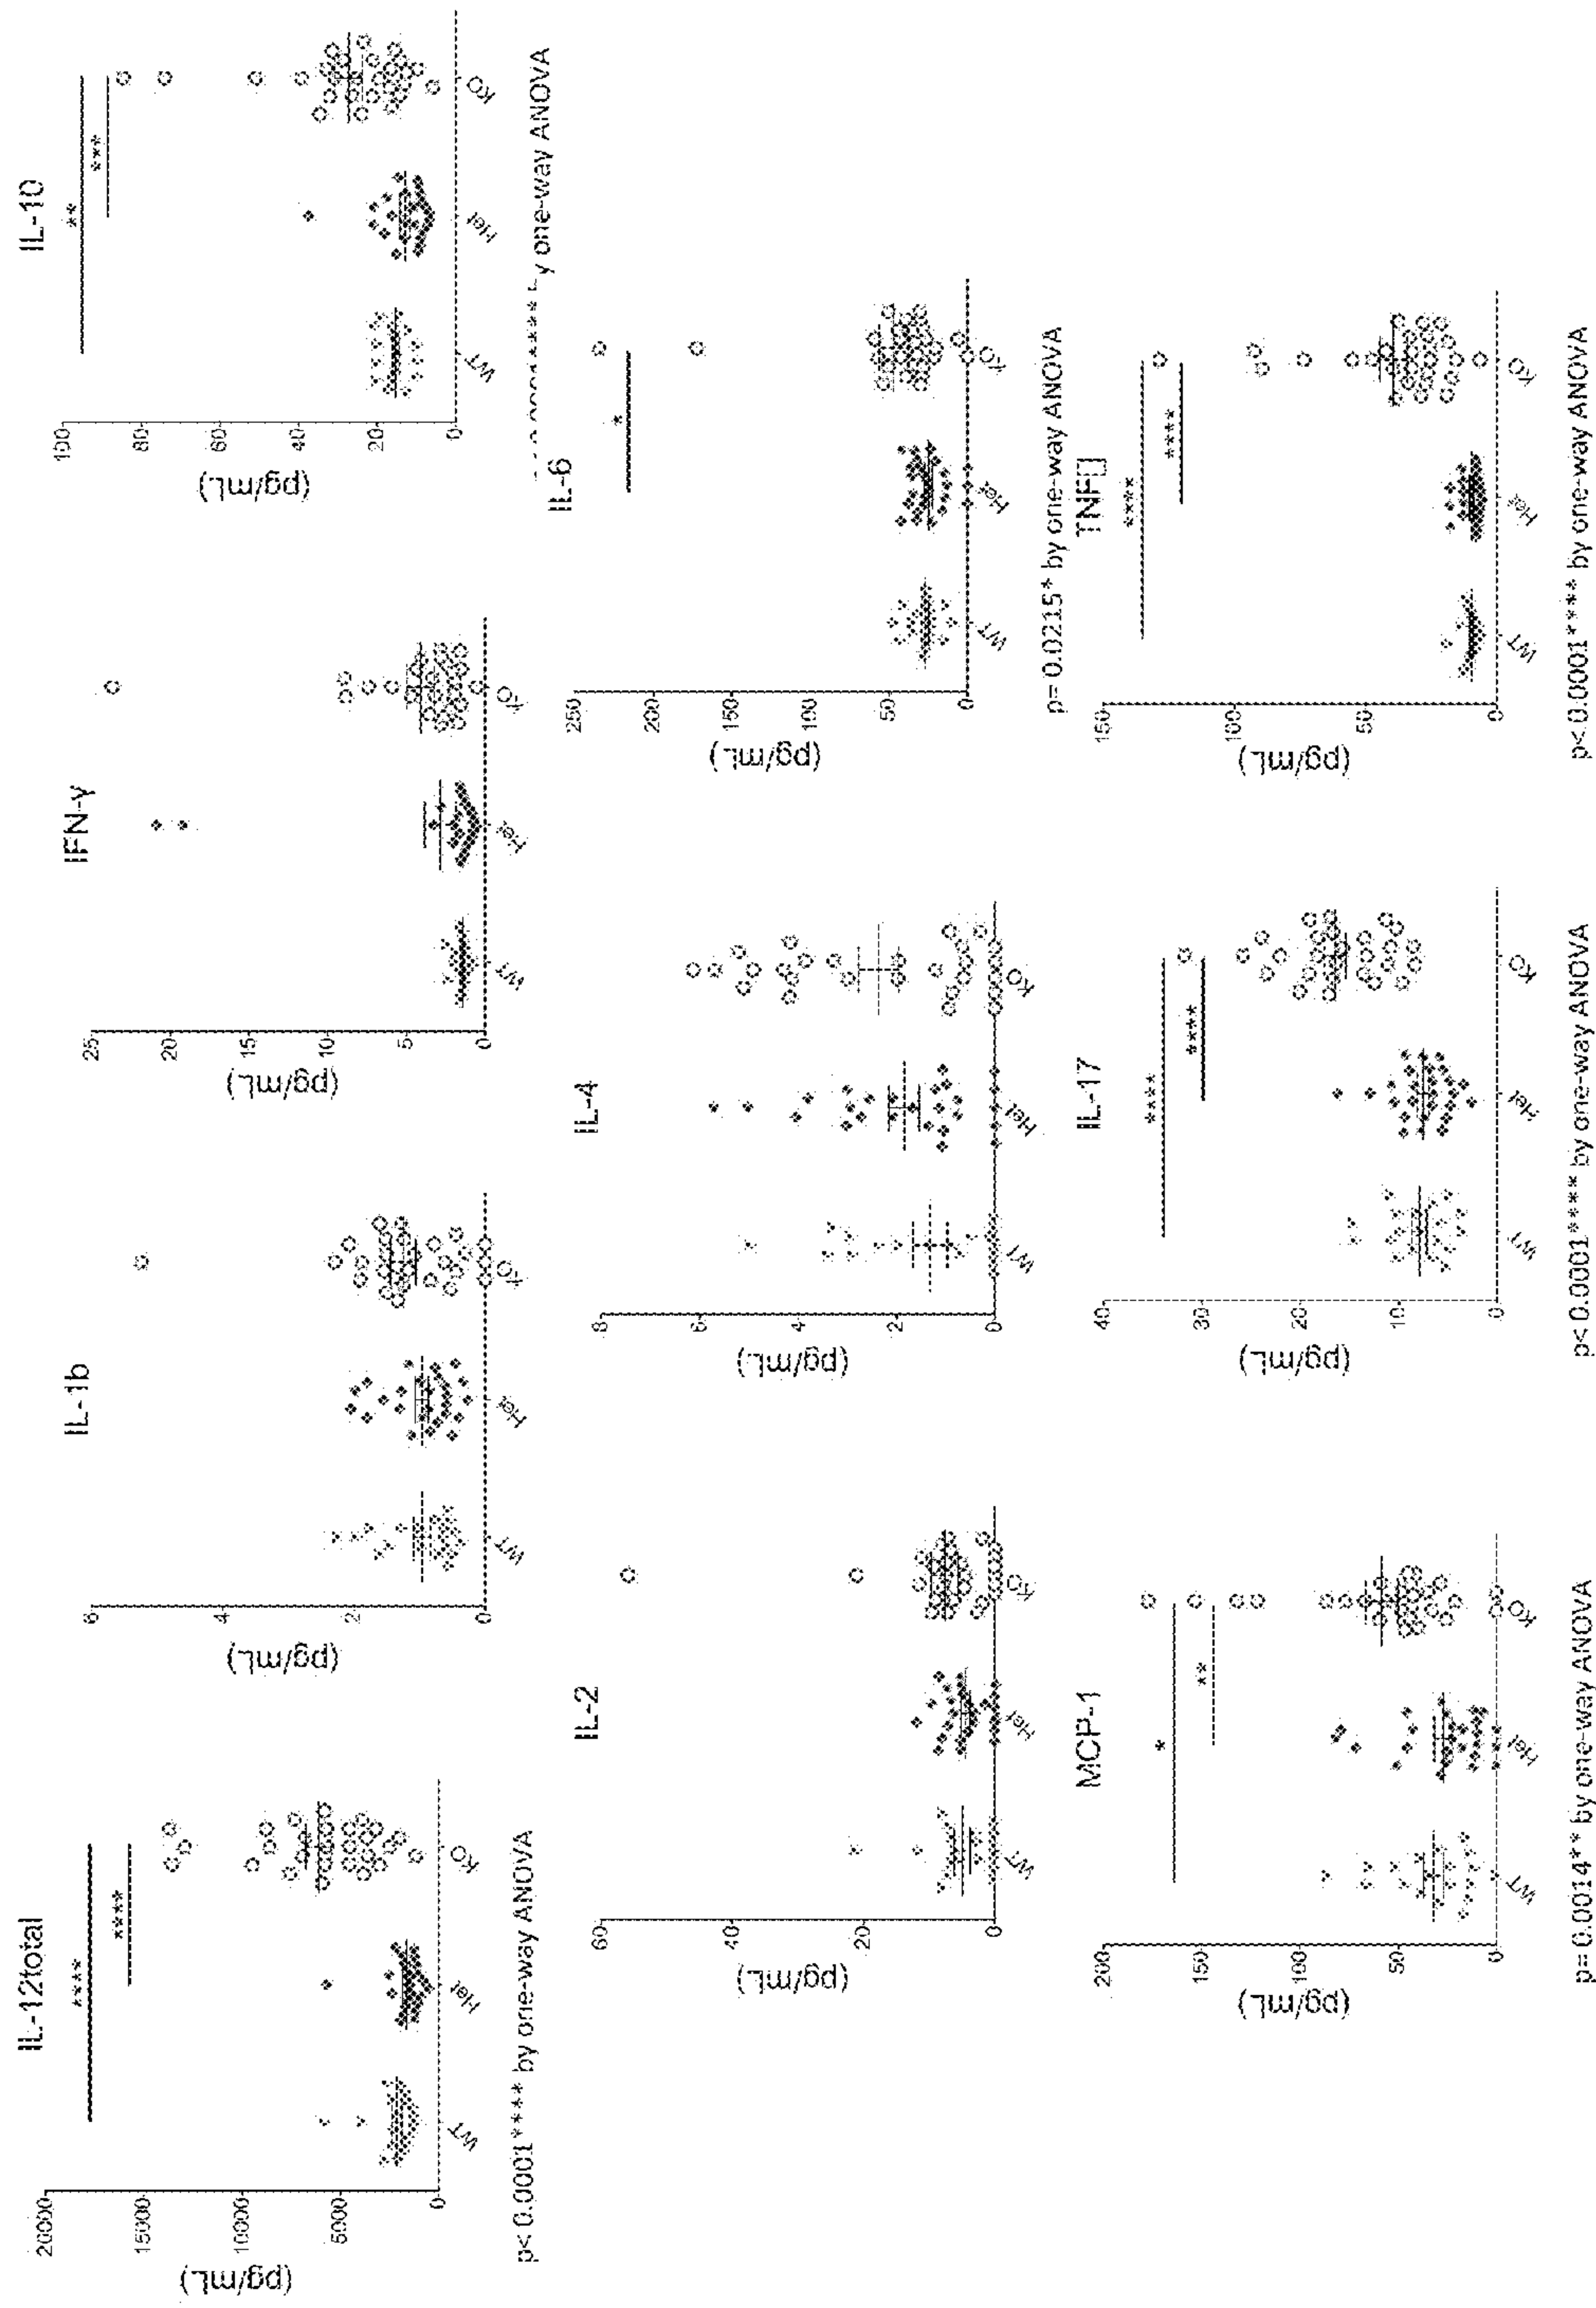 IL-12total
(pg/mL)
20000
15000
10000
5000
0
****
****
WT
Het
KO
p< 0.0001**** by one-way ANOVA
IL-1b
(pg/mL)
6
4
2
0
WT
Het
KO
IFN-γ
(pg/mL)
25
20
15
10
5
0
WT
Het
KO
IL-10
(pg/mL)
100
80
60
40
20
0
**
***
WT
Het
KO
y one-way ANOVA
IL-2
(pg/mL)
60
40
20
0
WT
Het
KO
IL-4
(pg/mL)
8
6
4
2
0
WT
Het
KO
IL-6
(pg/mL)
250
200
150
100
50
0
*
WT
Het
KO
p= 0.0215* by one-way ANOVA
MCP-1
(pg/mL)
200
150
100
50
0
*
**
WT
Het
KO
p= 0.0014** by one-way ANOVA
IL-17
(pg/mL)
40
30
20
10
0
****
****
WT
Het
KO
p< 0.0001**** by one-way ANOVA
TNF▯
(pg/mL)
150
100
50
0
****
****
WT
Het
KO
p< 0.0001**** by one-way ANOVA